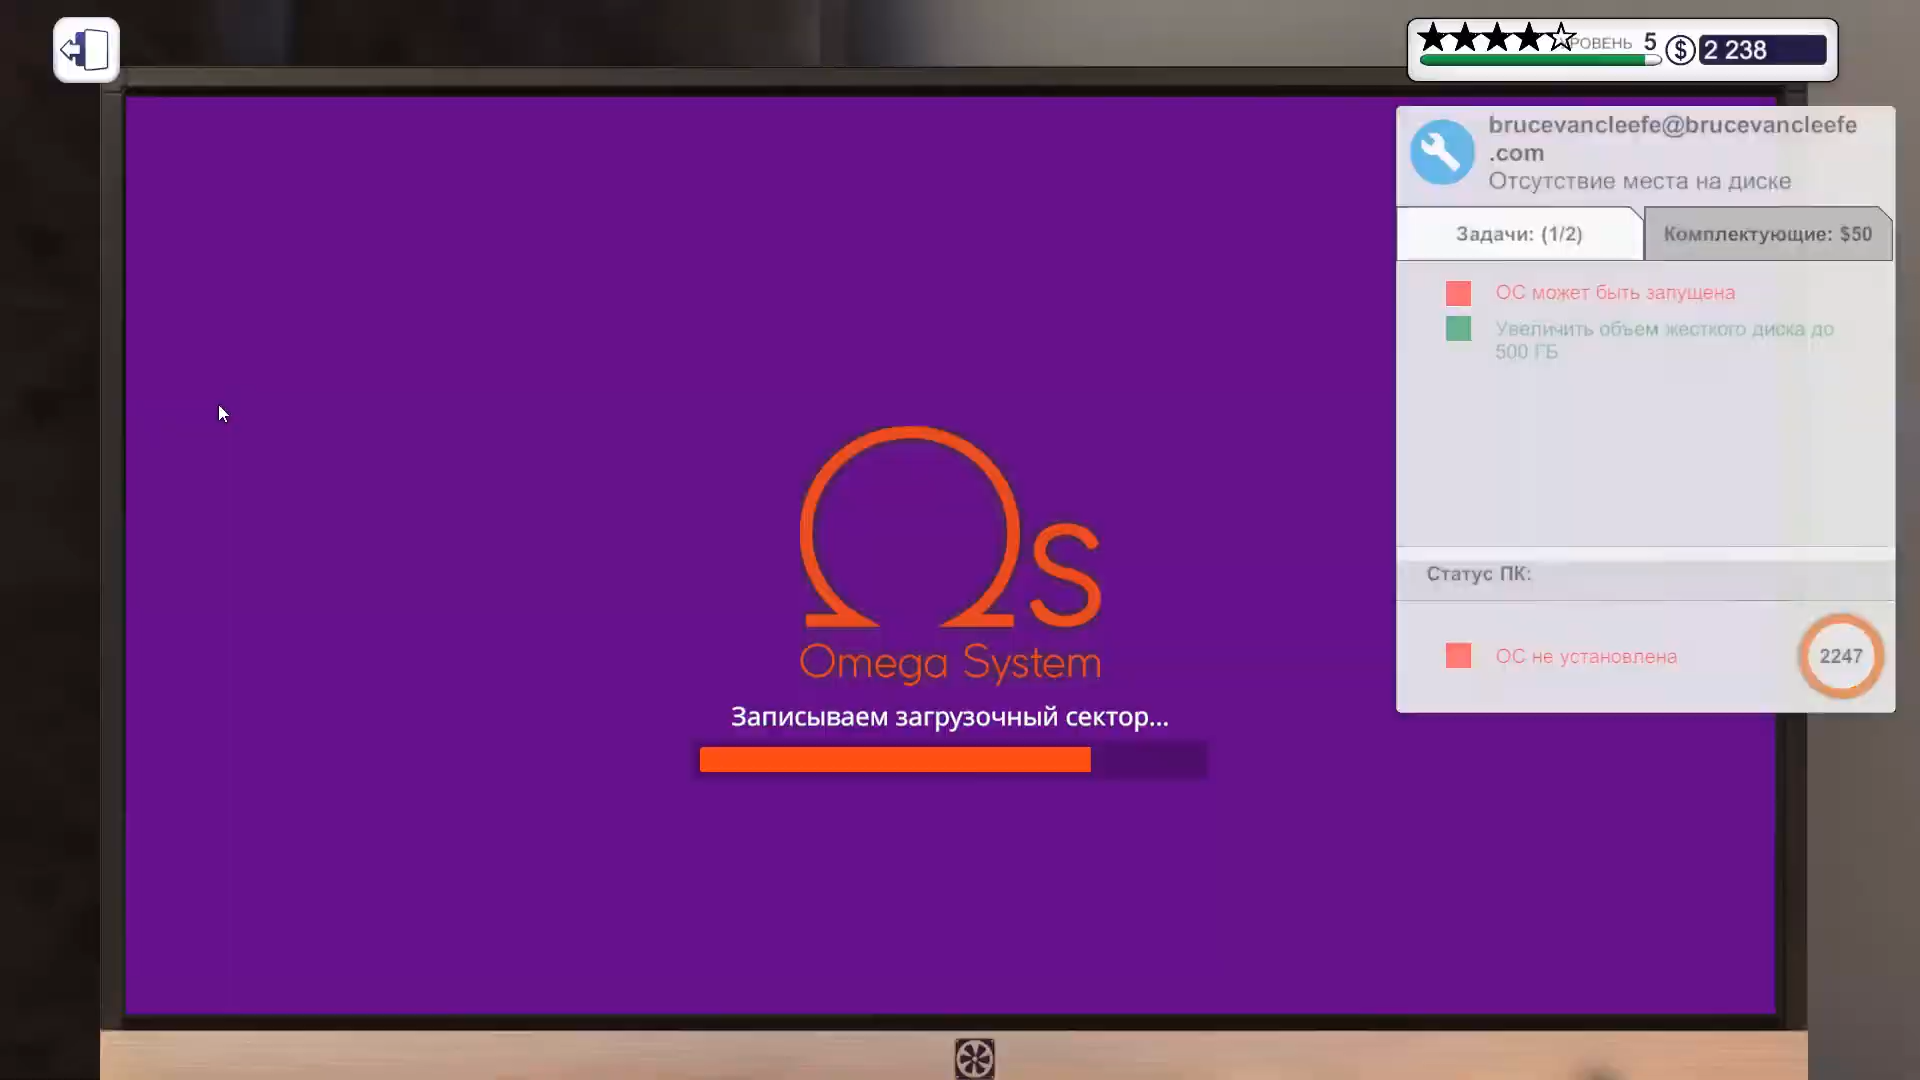 РОВЕНЬ 5
$ 2 238
brucevancleefe@brucevancleefe
.com
Отсутствие места на диске
Задачи: (1/2)
Комплектующие: $50
ОС может быть запущена
Увеличить объем жесткого диска до
500 ГБ
Статус ПК:
ОС не установлена
2247
Ωs
Omega System
Записываем загрузочный сектор...